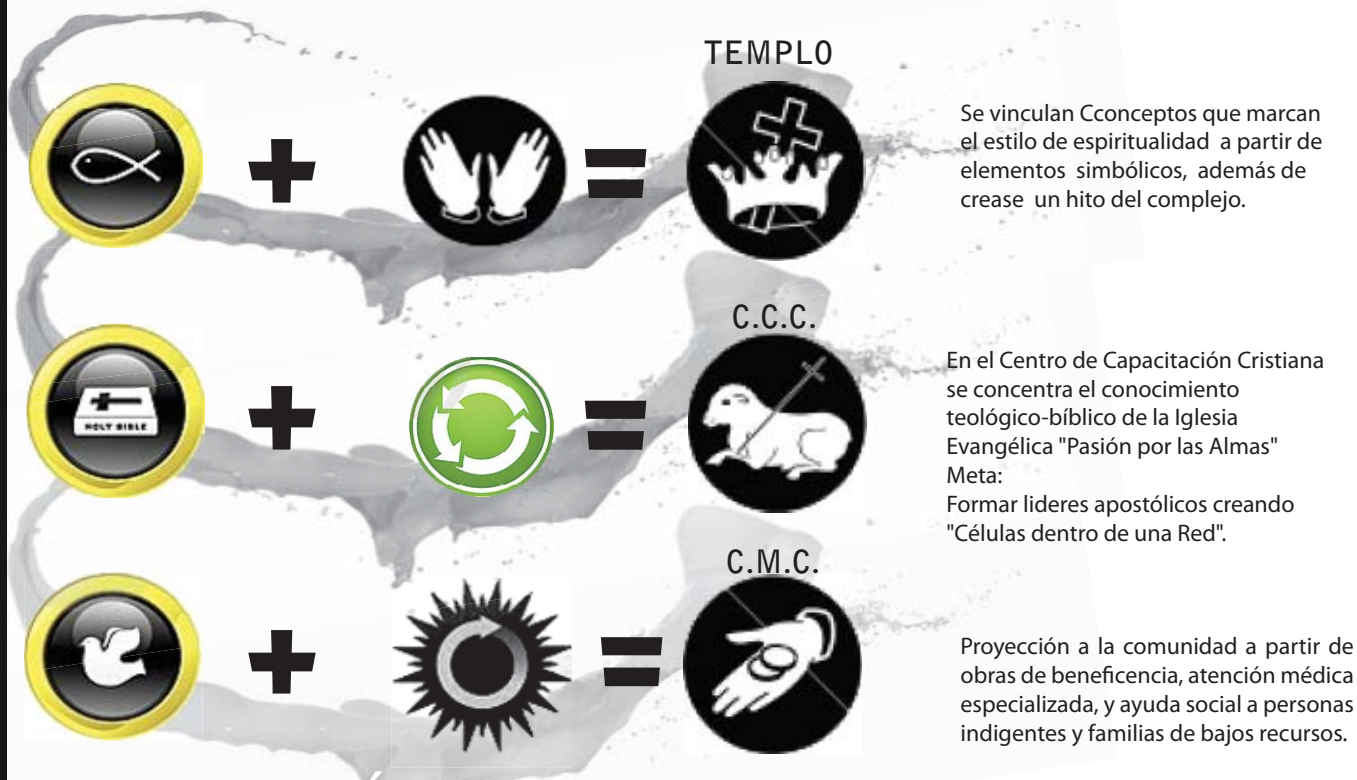 TEMPLO
Se vinculan Cconceptos que marcan
el estilo de espiritualidad a partir de
elementos simbólicos, además de
crease un hito del complejo.
C.C.C.
HOLY BIBLE
En el Centro de Capacitación Cristiana
se concentra el conocimiento
teológico-bíblico de la Iglesia
Evangélica "Pasión por las Almas"
Meta:
Formar lideres apostólicos creando
"Células dentro de una Red".
C.M.C.
Proyección a la comunidad a partir de
obras de beneficencia, atención médica
especializada, y ayuda social a personas
indigentes y familias de bajos recursos.